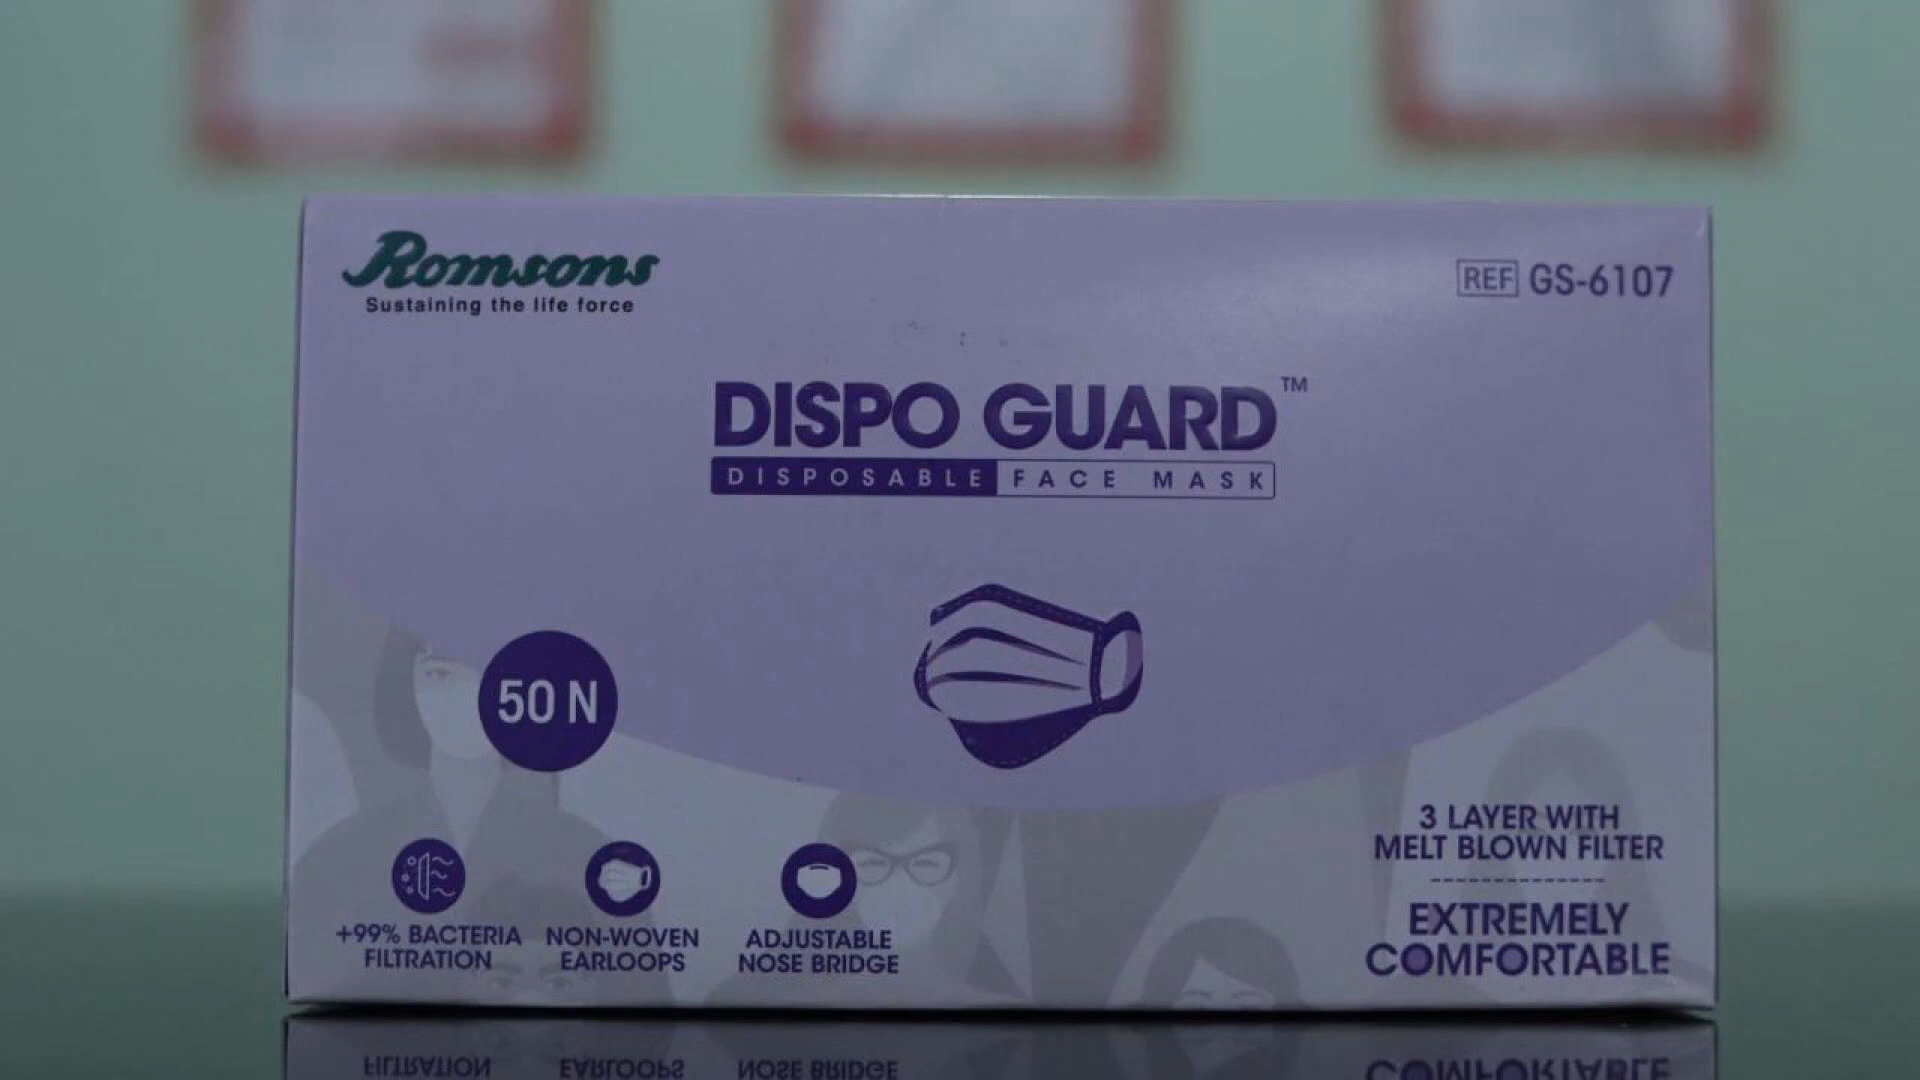 Romsons
Sustaining the life force
REF GS-6107
DISPO GUARD™
DISPOSABLE FACE MASK
50 N
+99% BACTERIA
FILTRATION
NON-WOVEN
EARLOOPS
ADJUSTABLE
NOSE BRIDGE
3 LAYER WITH
MELT BLOWN FILTER
EXTREMELY
COMFORTABLE